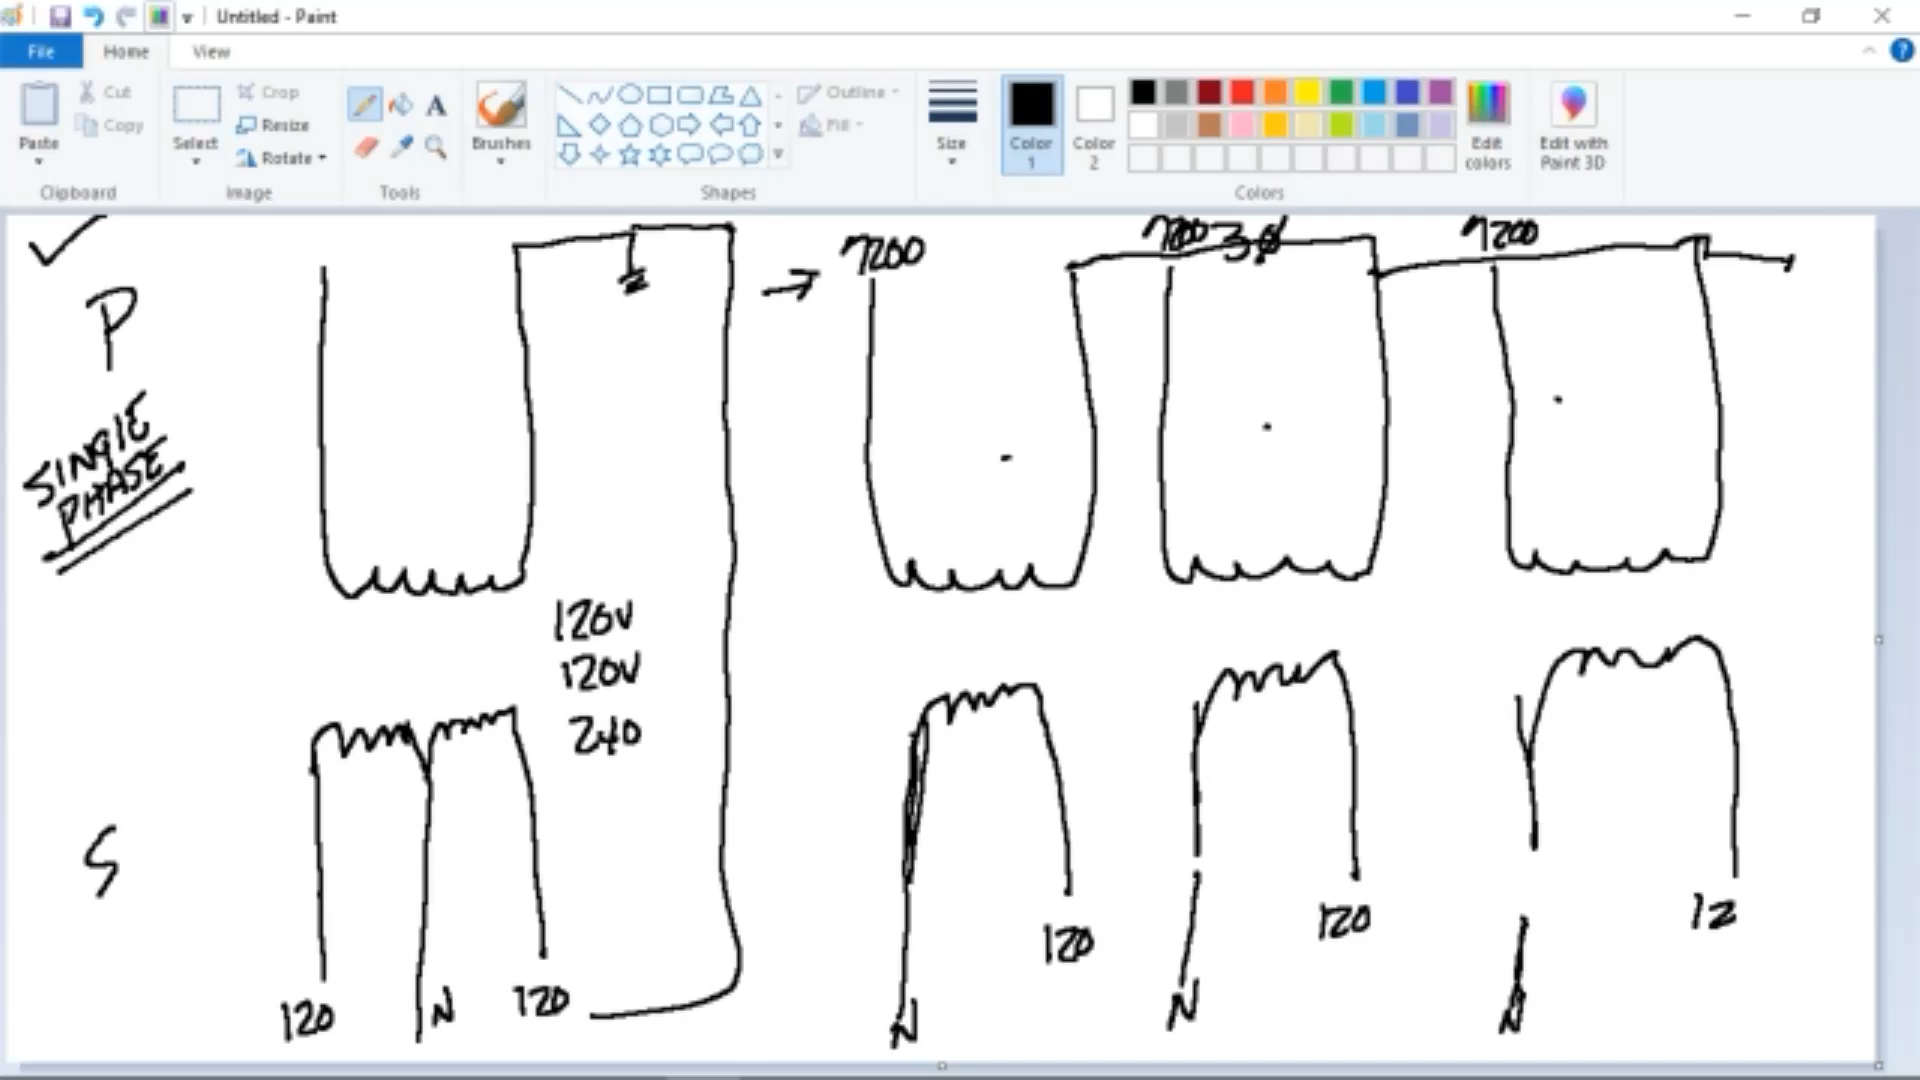 Untitled - Paint
File Home View
Paste
Cut
Copy
Clipboard
Select
Crop
Resize
Rotate
Image
A
Tools
Brushes
Outline
Fill
Shapes
Size
Color 1
Color 2
Edit colors
Colors
Edit with Paint 3D
P
SINGLE
PHASE
S
120V
120V
240
120 N 120
7200
7200 3Ø
7200
N 120
N 120
N 12